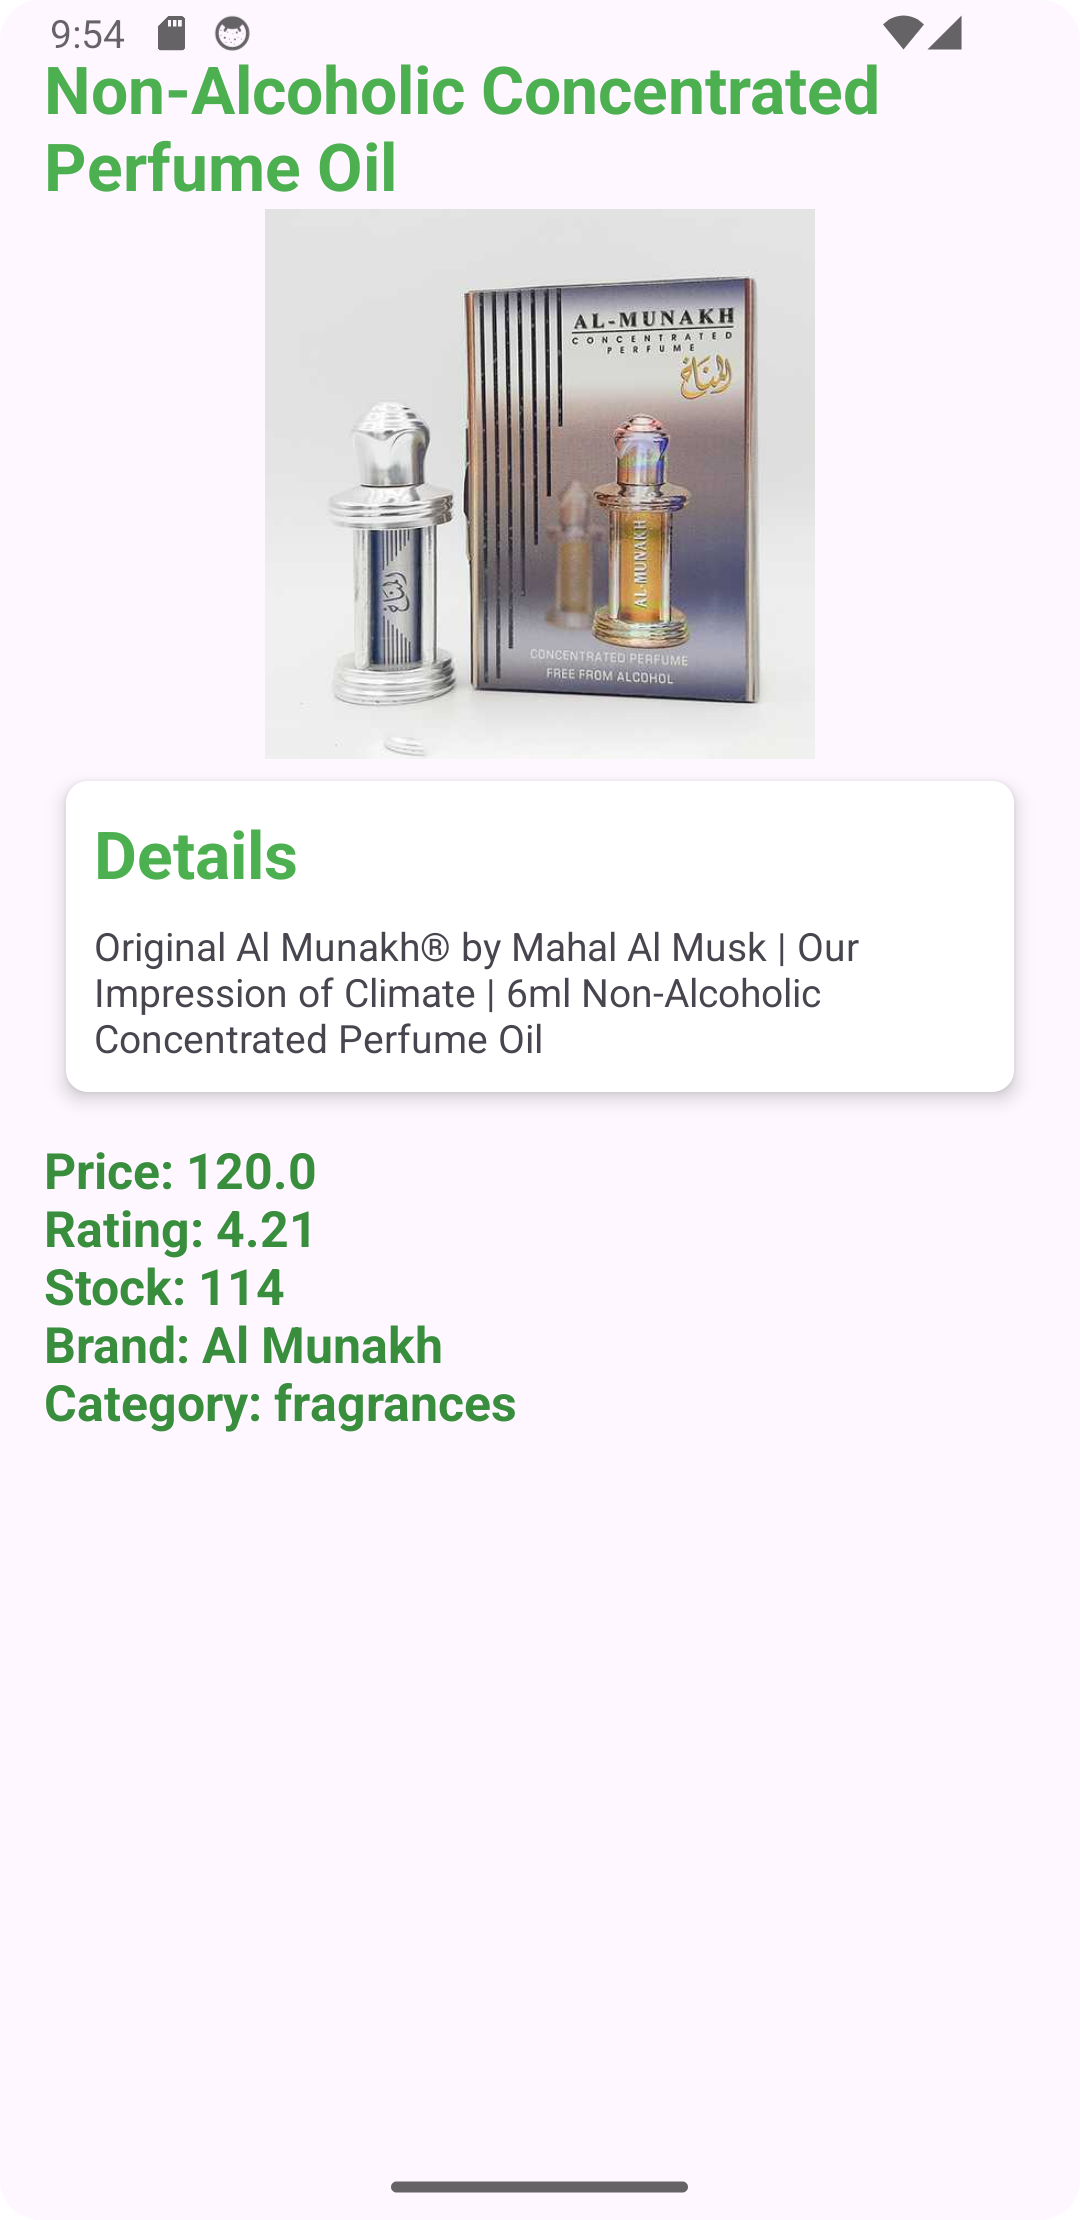 9:54
Non-Alcoholic Concentrated
Perfume Oil
AL-MUNAKH
CONCENTRATED
PERFUME
المناخ
المناخ
AL-MUNAKH
CONCENTRATED PERFUME
FREE FROM ALCOHOL
Details
Original Al Munakh® by Mahal Al Musk | Our
Impression of Climate | 6ml Non-Alcoholic
Concentrated Perfume Oil
Price: 120.0
Rating: 4.21
Stock: 114
Brand: Al Munakh
Category: fragrances